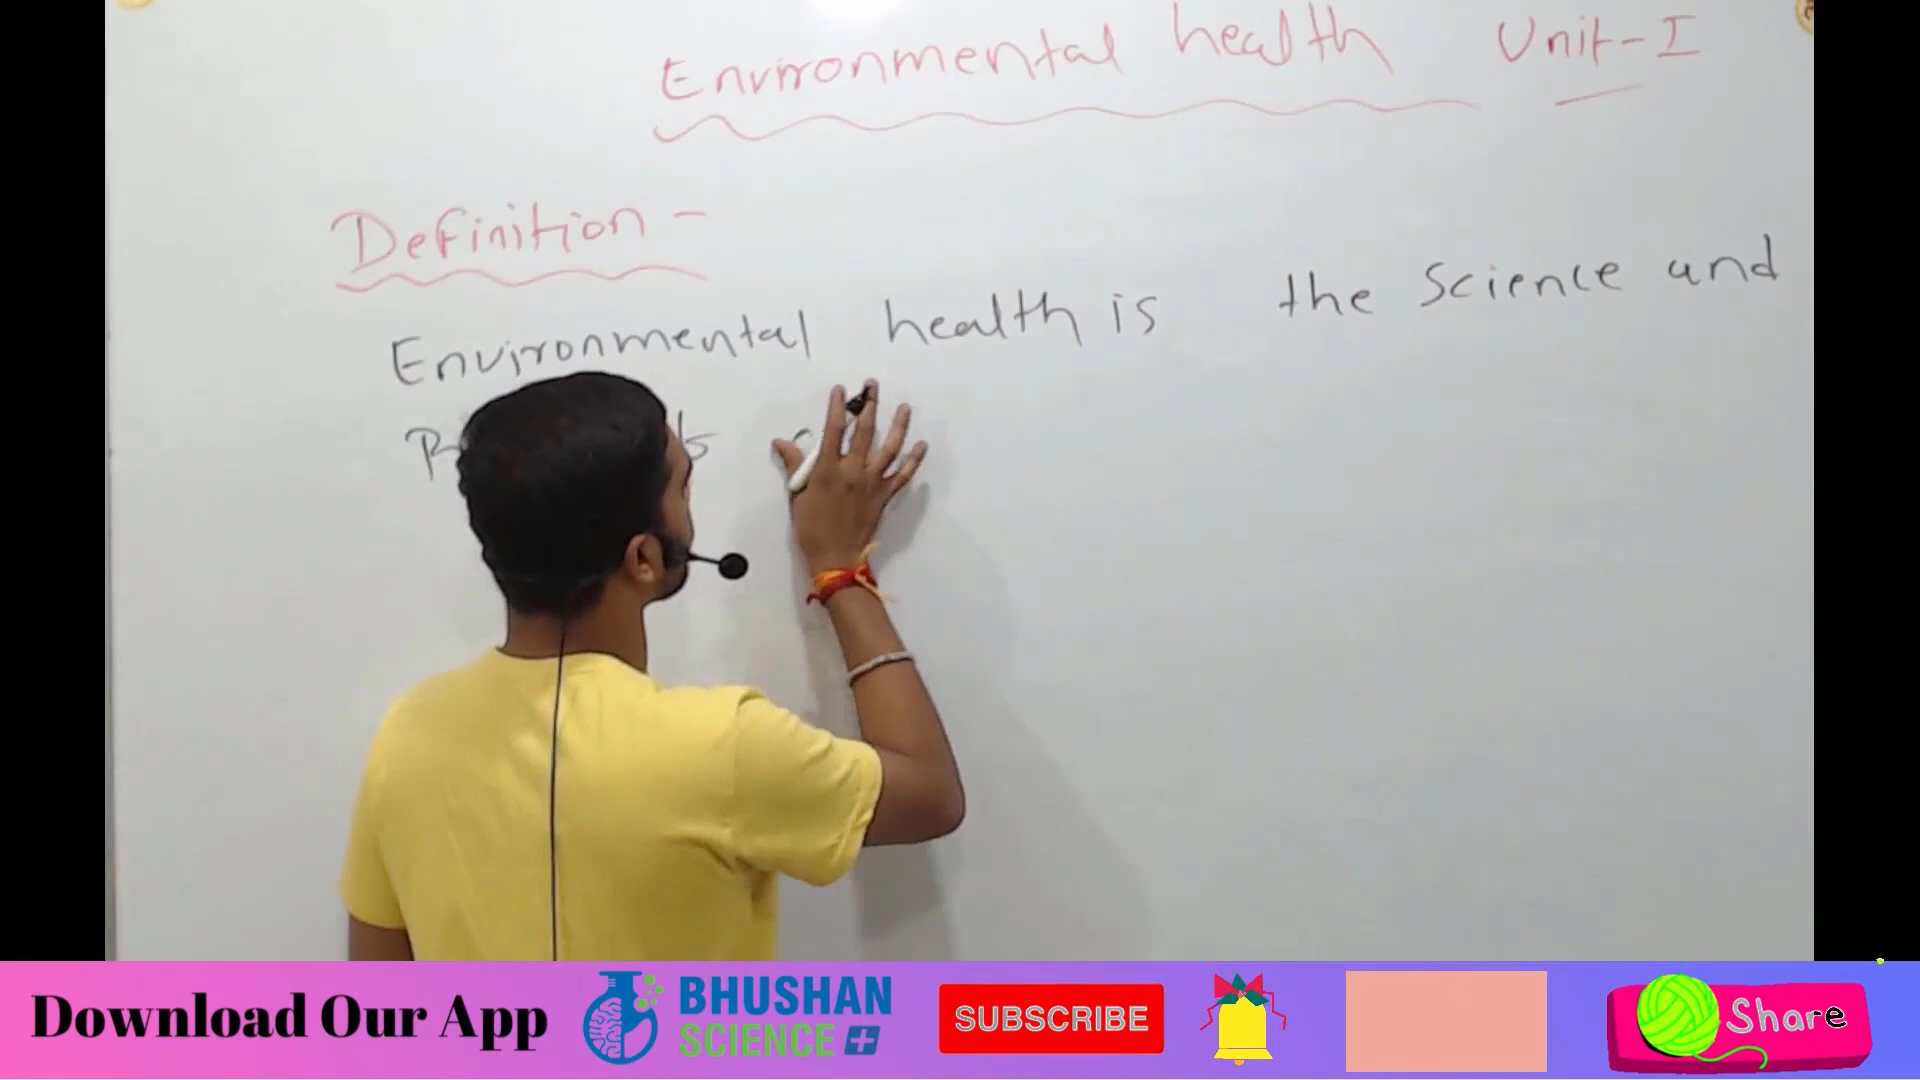 Environmental health Unit-I
Definition -
Environmental health is the Science and
Download Our App
BHUSHAN
SCIENCE
SUBSCRIBE
Share